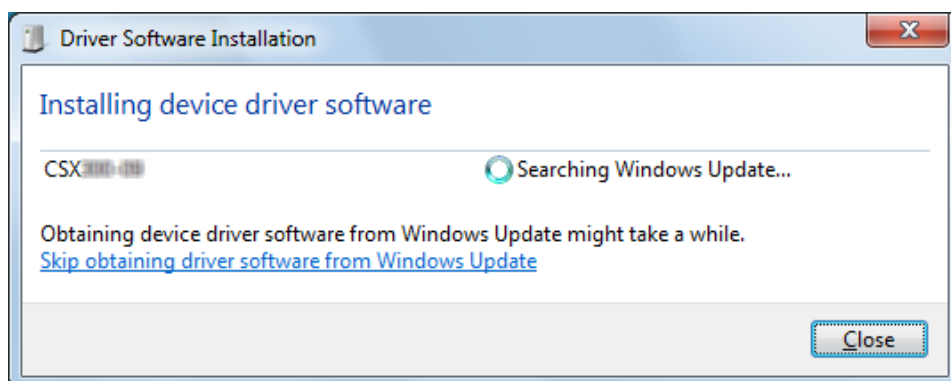 Driver Software Installation
Installing device driver software
CSX Searching Windows Update...
Obtaining device driver software from Windows Update might take a while.
Skip obtaining driver software from Windows Update
Close